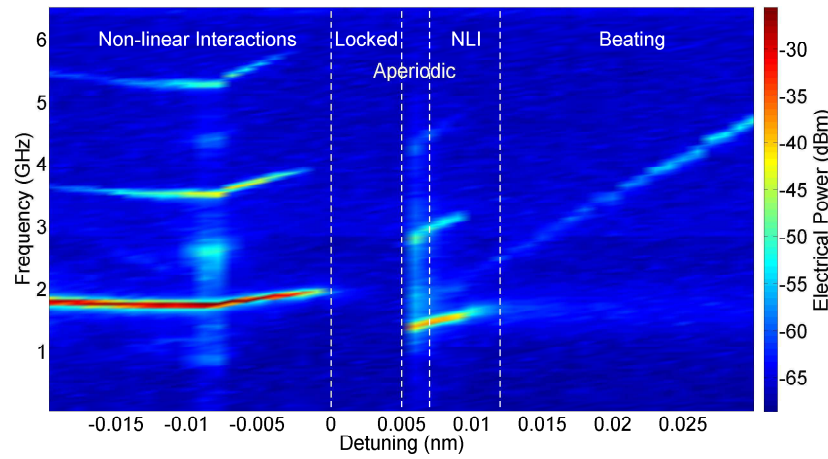 Non-linear Interactions Locked NLI Beating
Aperiodic
6
5
4
3
2
1
Frequency (GHz)
-0.015 -0.01 -0.005 0 0.005 0.01 0.015 0.02 0.025
Detuning (nm)
-30
-35
-40
-45
-50
-55
-60
-65
Electrical Power (dBm)